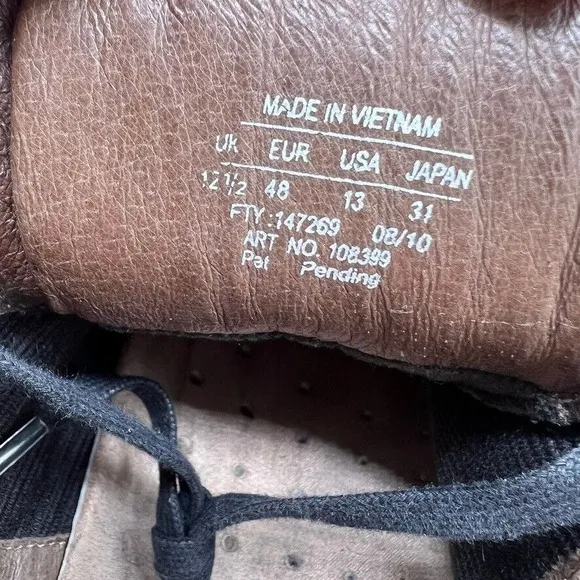 MADE IN VIETNAM
UK EUR USA JAPAN
12 1/2 48 13 31
FTY:147269 08/10
ART NO. 108399
Pat Pending